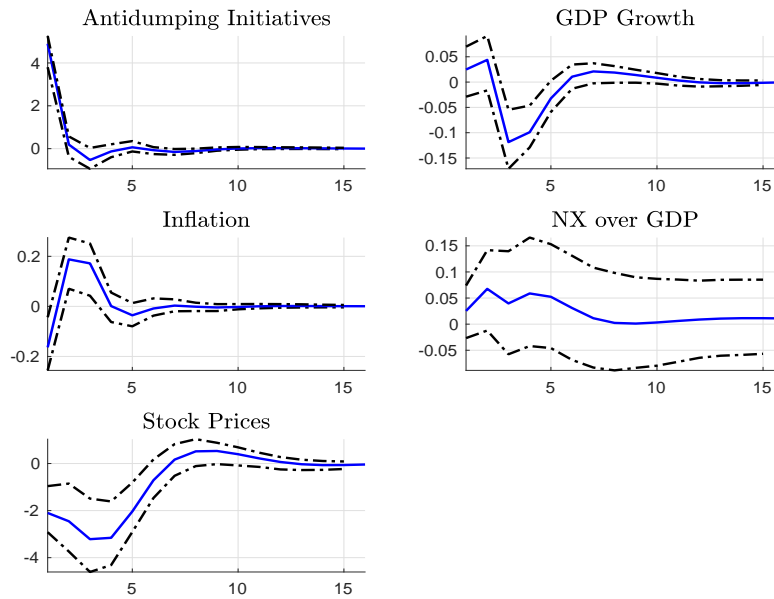 Antidumping Initiatives
4
2
0
5 10 15
GDP Growth
0.05
0
-0.05
-0.1
-0.15
5 10 15
Inflation
0.2
0
-0.2
5 10 15
NX over GDP
0.15
0.1
0.05
0
-0.05
5 10 15
Stock Prices
0
-2
-4
5 10 15